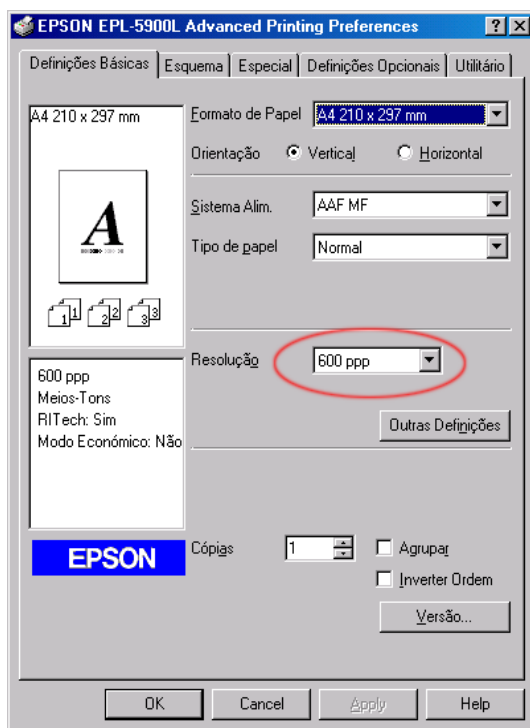 EPSON EPL-5900L Advanced Printing Preferences
Definições Básicas Esquema Especial Definições Opcionais Utilitário
A4 210 x 297 mm
Formato de Papel A4 210 x 297 mm
Orientação Vertical Horizontal
Sistema Alim. AAF MF
Tipo de papel Normal
A
1 1 2 2 3 3
Resolução 600 ppp
600 ppp
Meios-Tons
RITech: Sim
Modo Económico: Não
Outras Definições
EPSON
Cópias 1 Agrupar
Inverter Ordem
Versão...
OK Cancel Apply Help